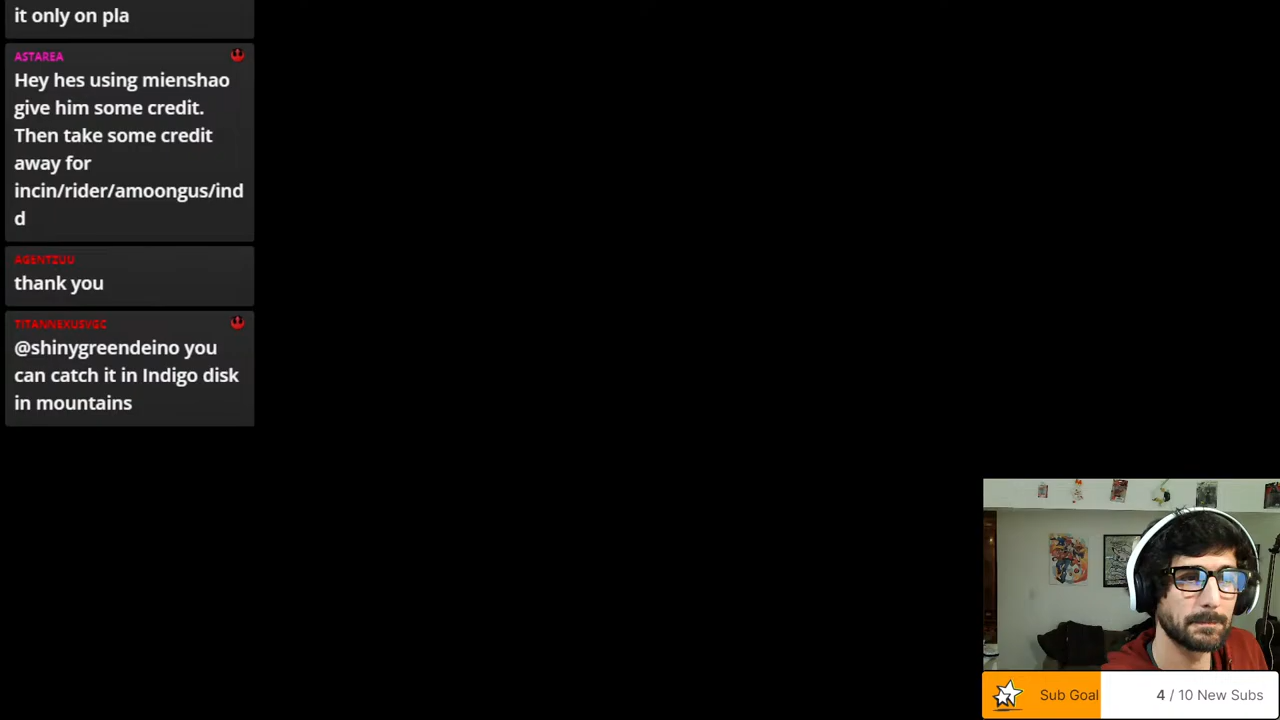 it only on pla
ASTAREA
Hey hes using mienshao
give him some credit.
Then take some credit
away for
incin/rider/amoongus/ind
d
AGENTZUU
thank you
TITANNEXUSVGC
@shinygreendeino you
can catch it in Indigo disk
in mountains
Sub Goal
4 / 10 New Subs